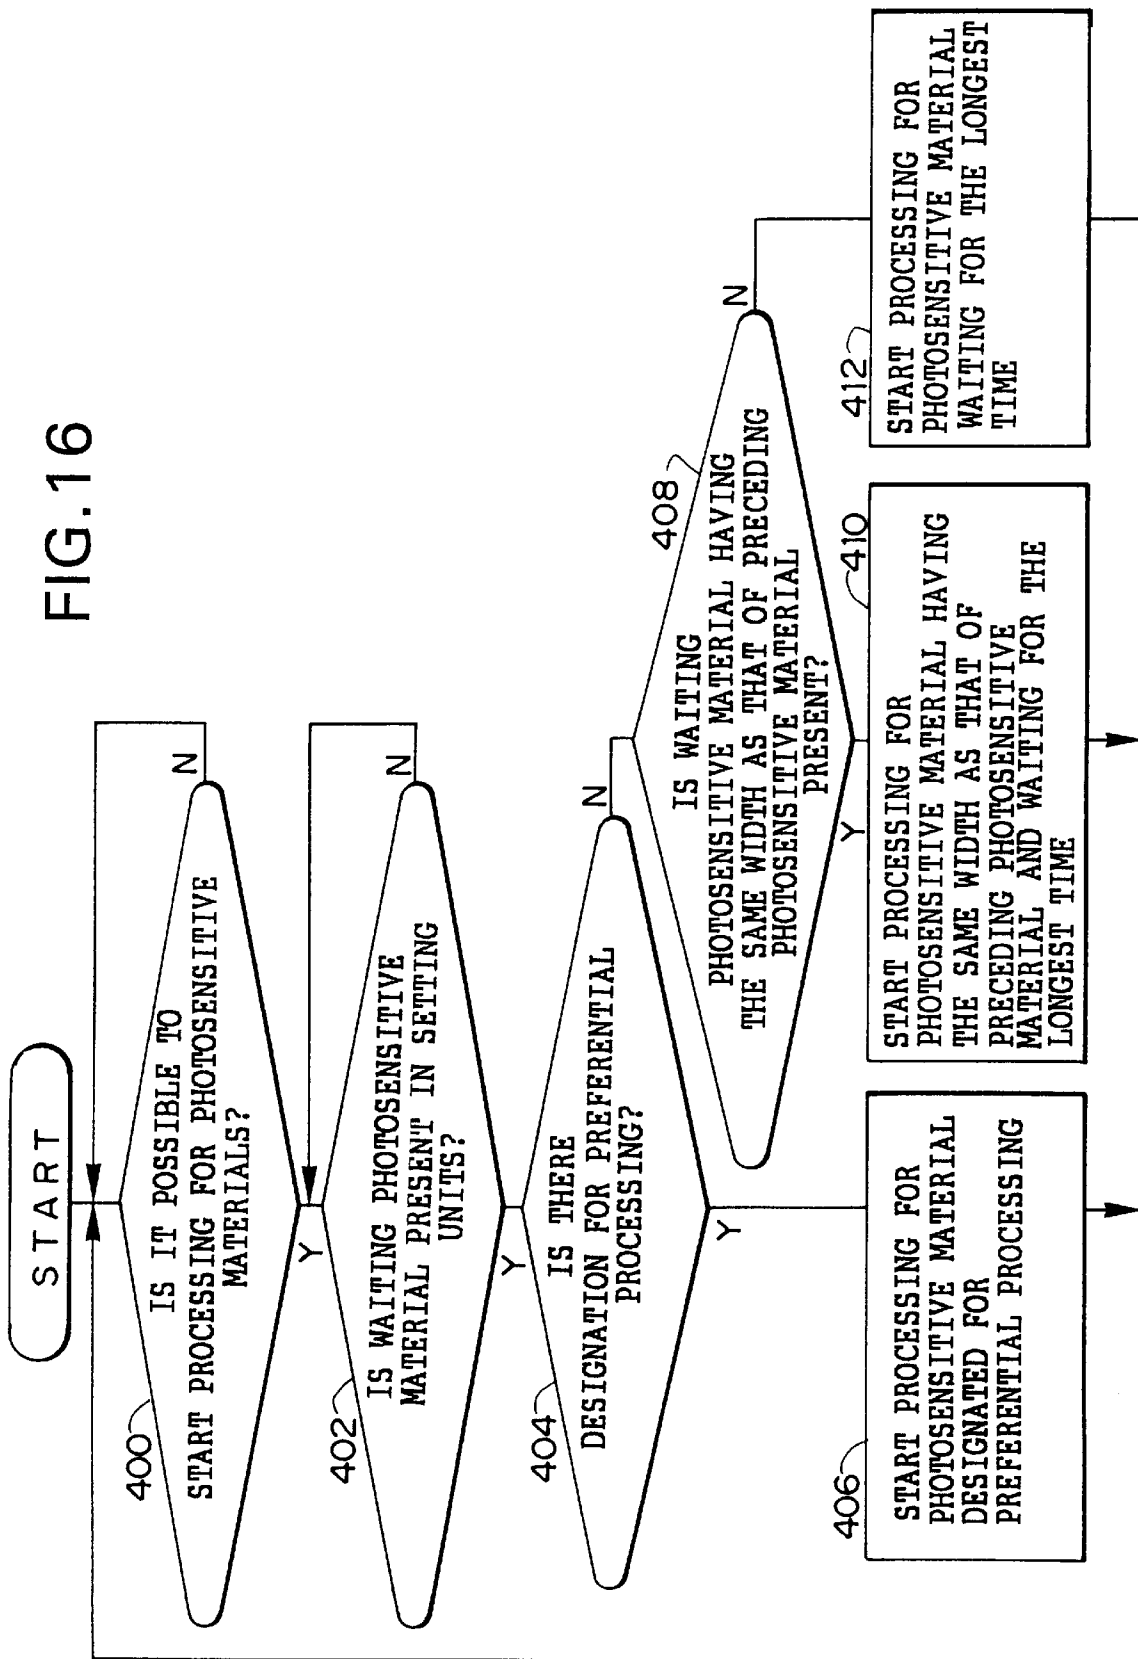 FIG.16
START
400
IS IT POSSIBLE TO
START PROCESSING FOR PHOTOSENSITIVE
MATERIALS?
N
Y
402
IS WAITING PHOTOSENSITIVE
MATERIAL PRESENT IN SETTING
UNITS?
N
Y
404
IS THERE
DESIGNATION FOR PREFERENTIAL
PROCESSING?
N
Y
408
IS WAITING
PHOTOSENSITIVE MATERIAL HAVING
THE SAME WIDTH AS THAT OF PRECEDING
PHOTOSENSITIVE MATERIAL
PRESENT?
N
Y
406
START PROCESSING FOR
PHOTOSENSITIVE MATERIAL
DESIGNATED FOR
PREFERENTIAL PROCESSING
410
START PROCESSING FOR
PHOTOSENSITIVE MATERIAL HAVING
THE SAME WIDTH AS THAT OF
PRECEDING PHOTOSENSITIVE
MATERIAL AND WAITING FOR THE
LONGEST TIME
412
START PROCESSING FOR
PHOTOSENSITIVE MATERIAL
WAITING FOR THE LONGEST
TIME